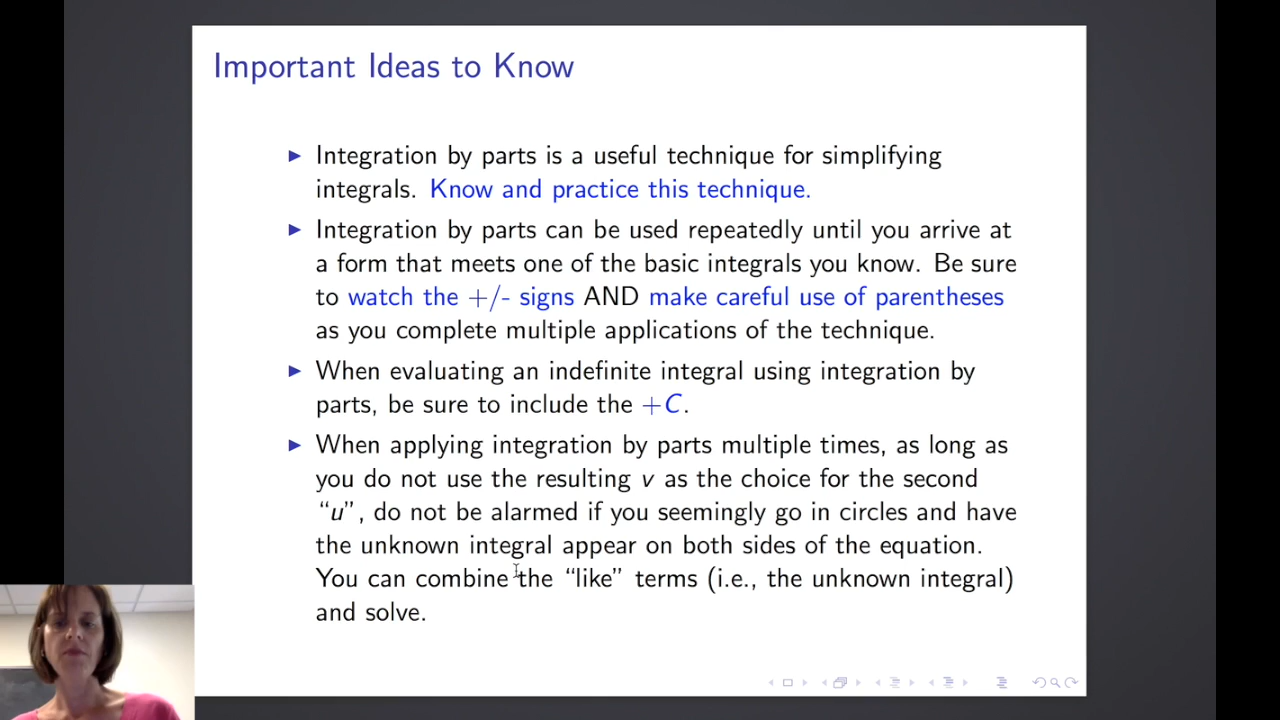 Important Ideas to Know
Integration by parts is a useful technique for simplifying
integrals. Know and practice this technique.
Integration by parts can be used repeatedly until you arrive at
a form that meets one of the basic integrals you know. Be sure
to watch the +/- signs AND make careful use of parentheses
as you complete multiple applications of the technique.
When evaluating an indefinite integral using integration by
parts, be sure to include the +C.
When applying integration by parts multiple times, as long as
you do not use the resulting v as the choice for the second
“u”, do not be alarmed if you seemingly go in circles and have
the unknown integral appear on both sides of the equation.
You can combine the “like” terms (i.e., the unknown integral)
and solve.